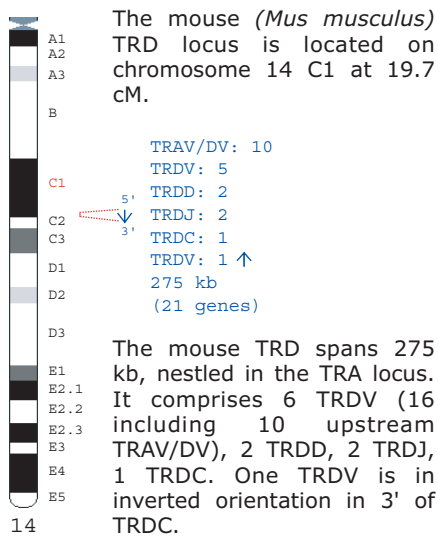 The mouse (Mus musculus)
TRD locus is located on
chromosome 14 C1 at 19.7
cM.
A1
A2
A3
B
C1
C2
C3
D1
D2
D3
E1
E2.1
E2.2
E2.3
E3
E4
E5
14
5'
3'
TRAV/DV: 10
TRDV: 5
TRDD: 2
TRDJ: 2
TRDC: 1
TRDV: 1 ↑
275 kb
(21 genes)
The mouse TRD spans 275
kb, nestled in the TRA locus.
It comprises 6 TRDV (16
including 10 upstream
TRAV/DV), 2 TRDD, 2 TRDJ,
1 TRDC. One TRDV is in
inverted orientation in 3' of
TRDC.